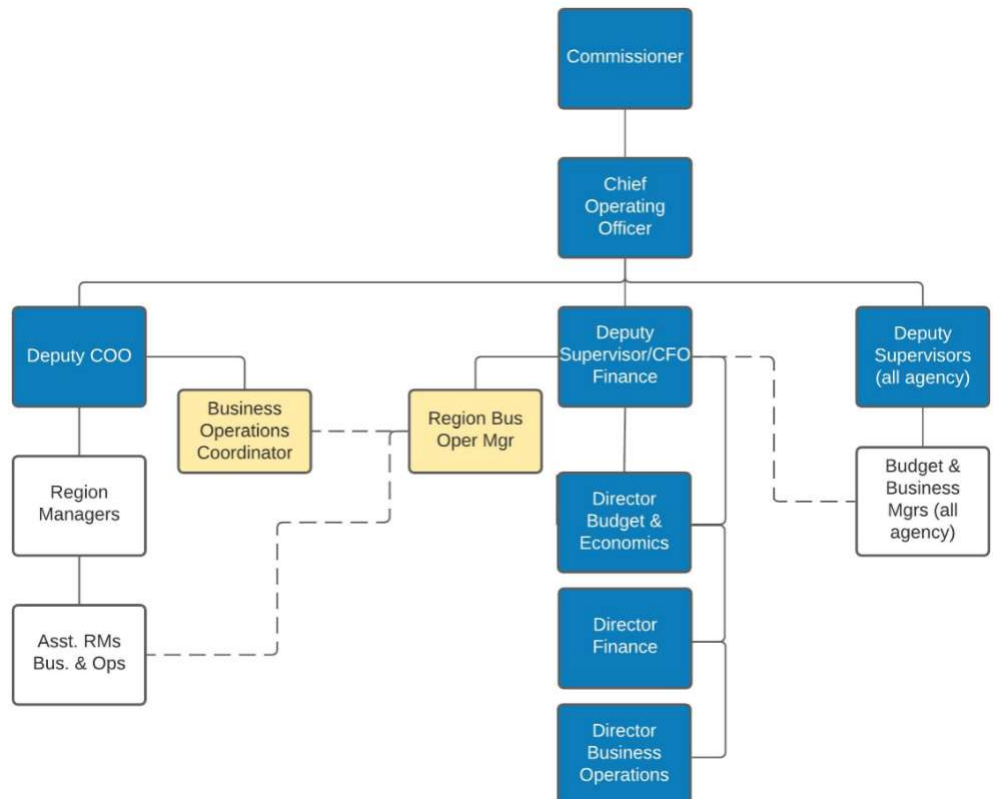 Commissioner
Chief
Operating
Officer
Deputy COO
Deputy
Supervisor/CFO
Finance
Deputy
Supervisors
(all agency)
Business
Operations
Coordinator
Region Bus
Oper Mgr
Region
Managers
Director
Budget &
Economics
Budget &
Business
Mgrs (all
agency)
Asst. RMs
Bus. & Ops
Director
Finance
Director
Business
Operations